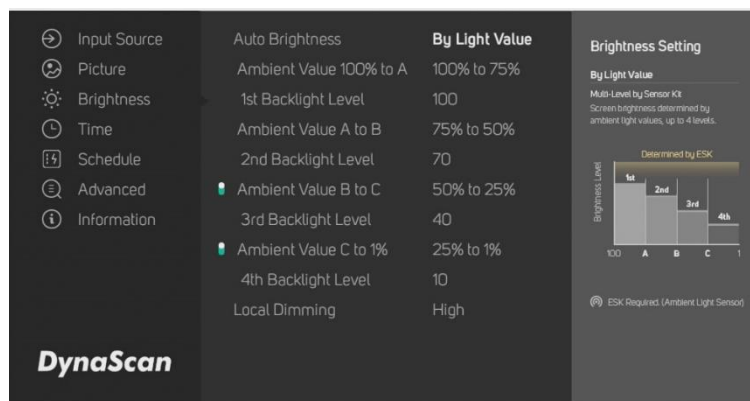 Input Source
Picture
Brightness
Time
Schedule
Advanced
Information
DynaScan
Auto Brightness By Light Value
Ambient Value 100% to A 100% to 75%
1st Backlight Level 100
Ambient Value A to B 75% to 50%
2nd Backlight Level 70
Ambient Value B to C 50% to 25%
3rd Backlight Level 40
Ambient Value C to 1% 25% to 1%
4th Backlight Level 10
Local Dimming High
Brightness Setting
By Light Value
Multi-Level by Sensor Kit
Screen brightness determined by
ambient light values, up to 4 levels.
Determined by ESK
Brightness Level
1st
2nd
3rd
4th
100 A B C 1
ESK Required. (Ambient Light Sensor)